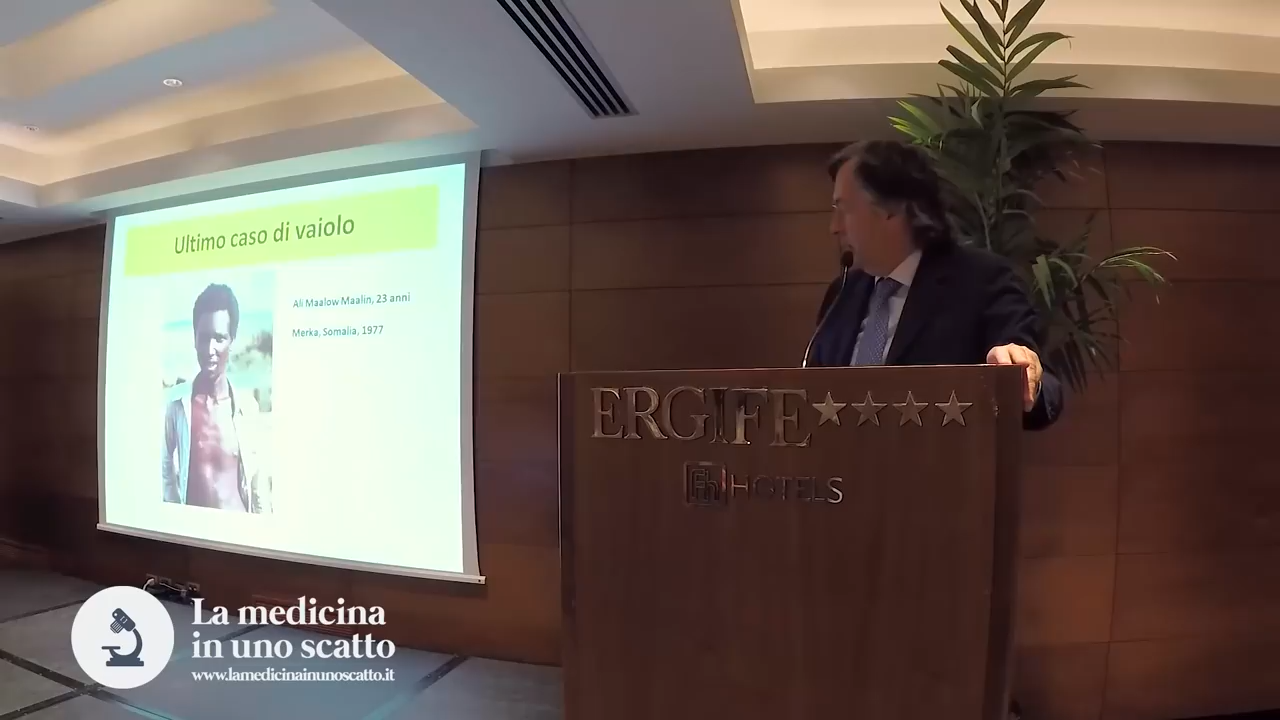 Ultimo caso di vaiolo
Ali Maalow Maalin, 23 anni
Merka, Somalia, 1977
ERGIFE
Eh HOTELS
La medicina
in uno scatto
www.lamedicinainunoscatto.it